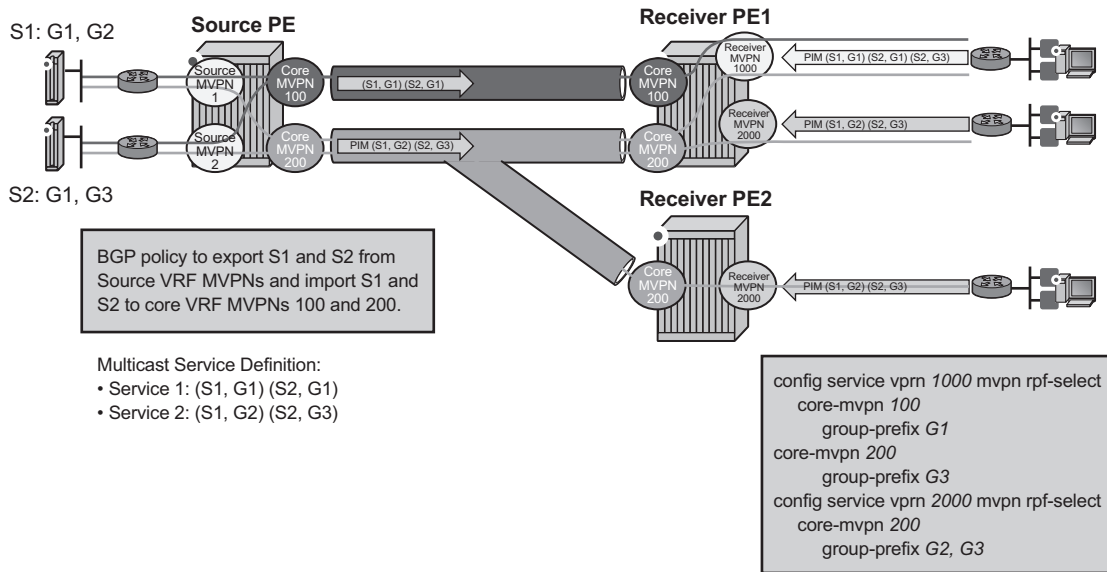 S1: G1, G2
Source PE
Receiver PE1
Source
MVPN
1
Core
MVPN
100
(S1, G1) (S2, G1)
Core
MVPN
100
Receiver
MVPN
1000
PIM (S1, G1) (S2, G1) (S2, G3)
Source
MVPN
2
Core
MVPN
200
PIM (S1, G2) (S2, G3)
Core
MVPN
200
Receiver
MVPN
2000
PIM (S1, G2) (S2, G3)
S2: G1, G3
Receiver PE2
Core
MVPN
200
Receiver
MVPN
2000
PIM (S1, G2) (S2, G3)
BGP policy to export S1 and S2 from
Source VRF MVPNs and import S1 and
S2 to core VRF MVPNs 100 and 200.
Multicast Service Definition:
• Service 1: (S1, G1) (S2, G1)
• Service 2: (S1, G2) (S2, G3)
config service vprn 1000 mvpn rpf-select
core-mvpn 100
group-prefix G1
core-mvpn 200
group-prefix G3
config service vprn 2000 mvpn rpf-select
core-mvpn 200
group-prefix G2, G3